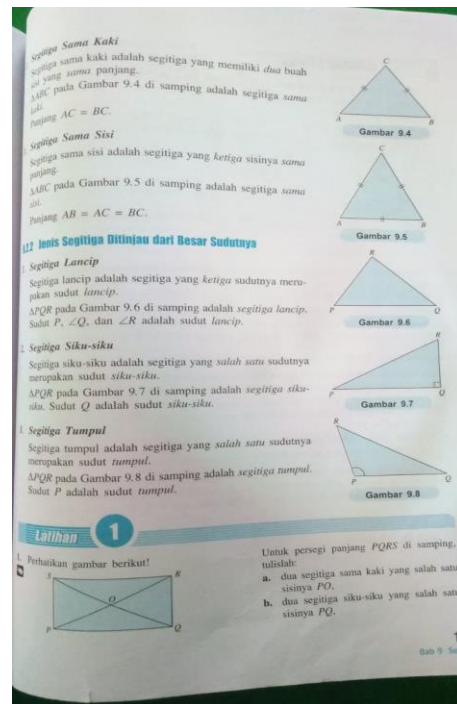 Segitiga Sama Kaki
Segitiga sama kaki adalah segitiga yang memiliki dua buah
sisi yang sama panjang.
ΔABC pada Gambar 9.4 di samping adalah segitiga sama
kaki.
Panjang AC = BC.
C
A
B
Gambar 9.4
Segitiga Sama Sisi
Segitiga sama sisi adalah segitiga yang ketiga sisinya sama
panjang.
ΔABC pada Gambar 9.5 di samping adalah segitiga sama
sisi.
Panjang AB = AC = BC.
C
A
B
Gambar 9.5
Jenis Segitiga Ditinjau dari Besar Sudutnya
Segitiga Lancip
Segitiga lancip adalah segitiga yang ketiga sudutnya meru-
pakan sudut lancip.
ΔPQR pada Gambar 9.6 di samping adalah segitiga lancip.
Sudut P, ∠Q, dan ∠R adalah sudut lancip.
R
P
Q
Gambar 9.6
2. Segitiga Siku-siku
Segitiga siku-siku adalah segitiga yang salah satu sudutnya
merupakan sudut siku-siku.
ΔPQR pada Gambar 9.7 di samping adalah segitiga siku-
siku. Sudut Q adalah sudut siku-siku.
R
P
Q
Gambar 9.7
Segitiga Tumpul
Segitiga tumpul adalah segitiga yang salah satu sudutnya
merupakan sudut tumpul.
ΔPQR pada Gambar 9.8 di samping adalah segitiga tumpul.
Sudut P adalah sudut tumpul.
R
P
Q
Gambar 9.8
Latihan 1
1. Perhatikan gambar berikut!
S
R
O
P
Q
Untuk persegi panjang PQRS di samping,
tulislah:
a. dua segitiga sama kaki yang salah satu
sisinya PO,
b. dua segitiga siku-siku yang salah sat
sisinya PQ.
Bab 9